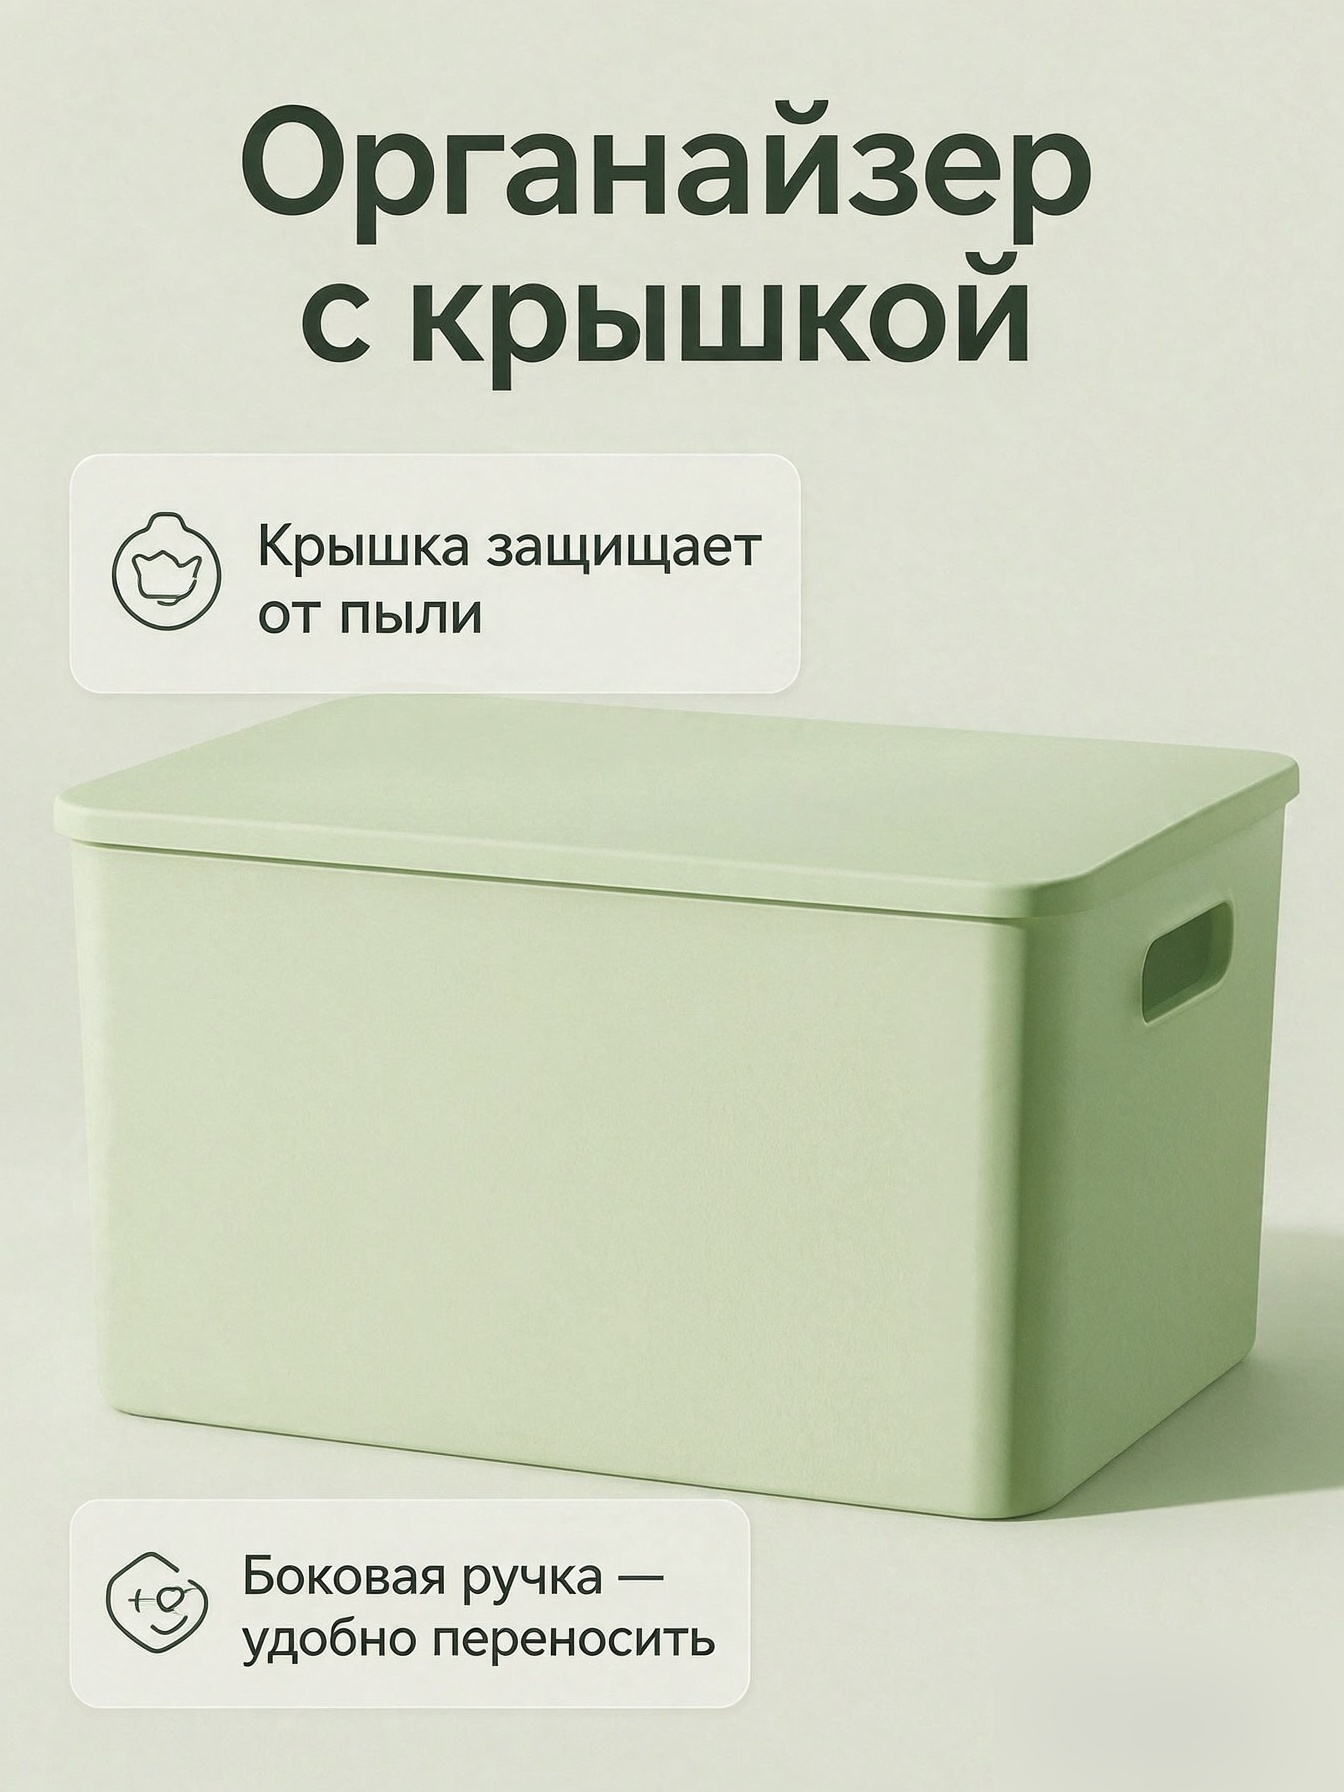 Органайзер
с крышкой
Крышка защищает
от пыли
Боковая ручка —
удобно переносить